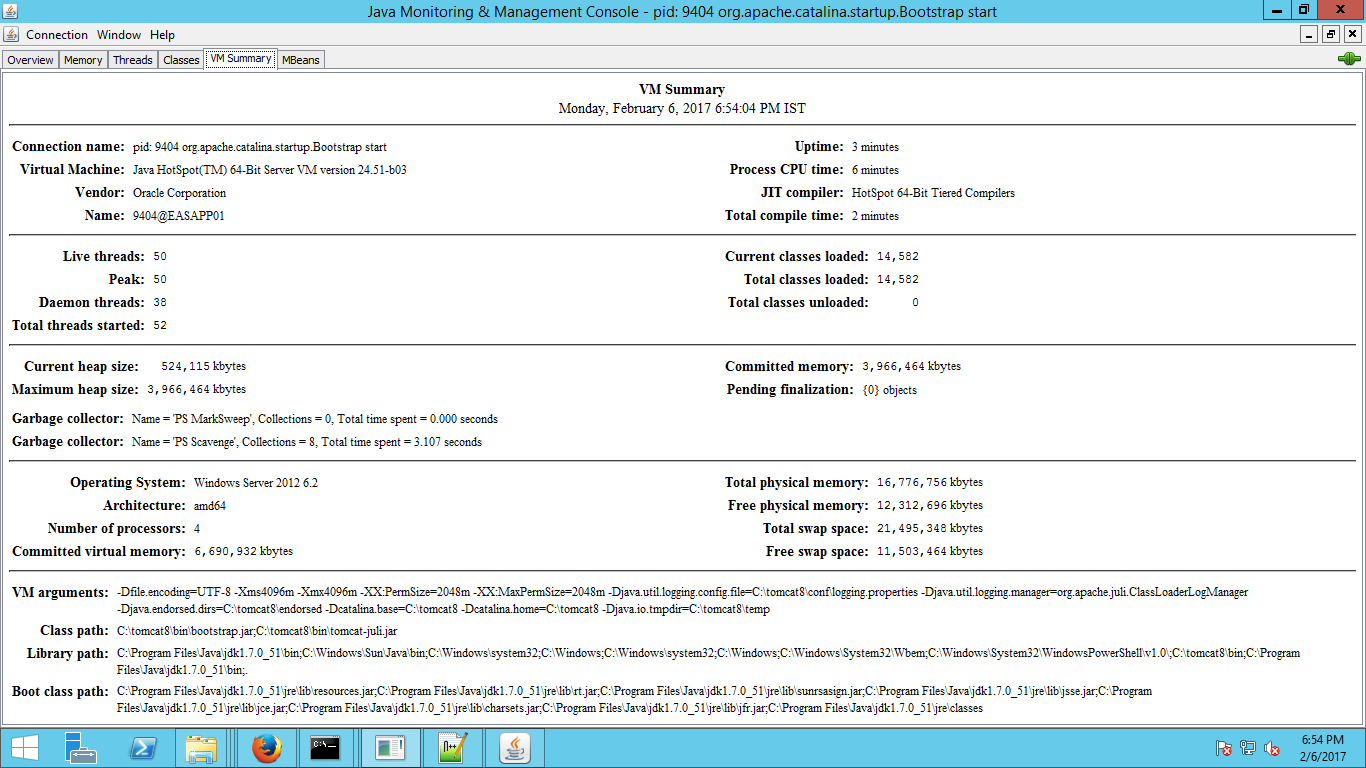 Java Monitoring & Management Console - pid: 9404 org.apache.catalina.startup.Bootstrap start
Connection Window Help
Overview Memory Threads Classes VM Summary MBeans
VM Summary
Monday, February 6, 2017 6:54:04 PM IST
Connection name: pid: 9404 org.apache.catalina.startup.Bootstrap start
Uptime: 3 minutes
Virtual Machine: Java HotSpot(TM) 64-Bit Server VM version 24.51-b03
Process CPU time: 6 minutes
Vendor: Oracle Corporation
JIT compiler: HotSpot 64-Bit Tiered Compilers
Name: 9404@EASAPP01
Total compile time: 2 minutes
Live threads: 50
Current classes loaded: 14,582
Peak: 50
Total classes loaded: 14,582
Daemon threads: 38
Total classes unloaded: 0
Total threads started: 52
Current heap size: 524,115 kbytes
Committed memory: 3,966,464 kbytes
Maximum heap size: 3,966,464 kbytes
Pending finalization: {0} objects
Garbage collector: Name = 'PS MarkSweep', Collections = 0, Total time spent = 0.000 seconds
Garbage collector: Name = 'PS Scavenge', Collections = 8, Total time spent = 3.107 seconds
Operating System: Windows Server 2012 6.2
Total physical memory: 16,776,756 kbytes
Architecture: amd64
Free physical memory: 12,312,696 kbytes
Number of processors: 4
Total swap space: 21,495,348 kbytes
Committed virtual memory: 6,690,932 kbytes
Free swap space: 11,503,464 kbytes
VM arguments: -Dfile.encoding=UTF-8 -Xms4096m -Xmx4096m -XX:PermSize=2048m -XX:MaxPermSize=2048m -Djava.util.logging.config.file=C:\tomcat8\conf\logging.properties -Djava.util.logging.manager=org.apache.juli.ClassLoaderLogManager
-Djava.endorsed.dirs=C:\tomcat8\endorsed -Dcatalina.base=C:\tomcat8 -Dcatalina.home=C:\tomcat8 -Djava.io.tmpdir=C:\tomcat8\temp
Class path: C:\tomcat8\bin\bootstrap.jar;C:\tomcat8\bin\tomcat-juli.jar
Library path: C:\Program Files\Java\jdk1.7.0_51\bin;C:\Windows\Sun\Java\bin;C:\Windows\system32;C:\Windows;C:\Windows\system32;C:\Windows;C:\Windows\System32\Wbem;C:\Windows\System32\WindowsPowerShell\v1.0\;C:\tomcat8\bin;C:\Program
Files\Java\jdk1.7.0_51\bin;.
Boot class path: C:\Program Files\Java\jdk1.7.0_51\jre\lib\resources.jar;C:\Program Files\Java\jdk1.7.0_51\jre\lib\rt.jar;C:\Program Files\Java\jdk1.7.0_51\jre\lib\sunrsasign.jar;C:\Program Files\Java\jdk1.7.0_51\jre\lib\jsse.jar;C:\Program
Files\Java\jdk1.7.0_51\jre\lib\jce.jar;C:\Program Files\Java\jdk1.7.0_51\jre\lib\charsets.jar;C:\Program Files\Java\jdk1.7.0_51\jre\lib\jfr.jar;C:\Program Files\Java\jdk1.7.0_51\jre\classes
C:\_
N++
6:54 PM
2/6/2017